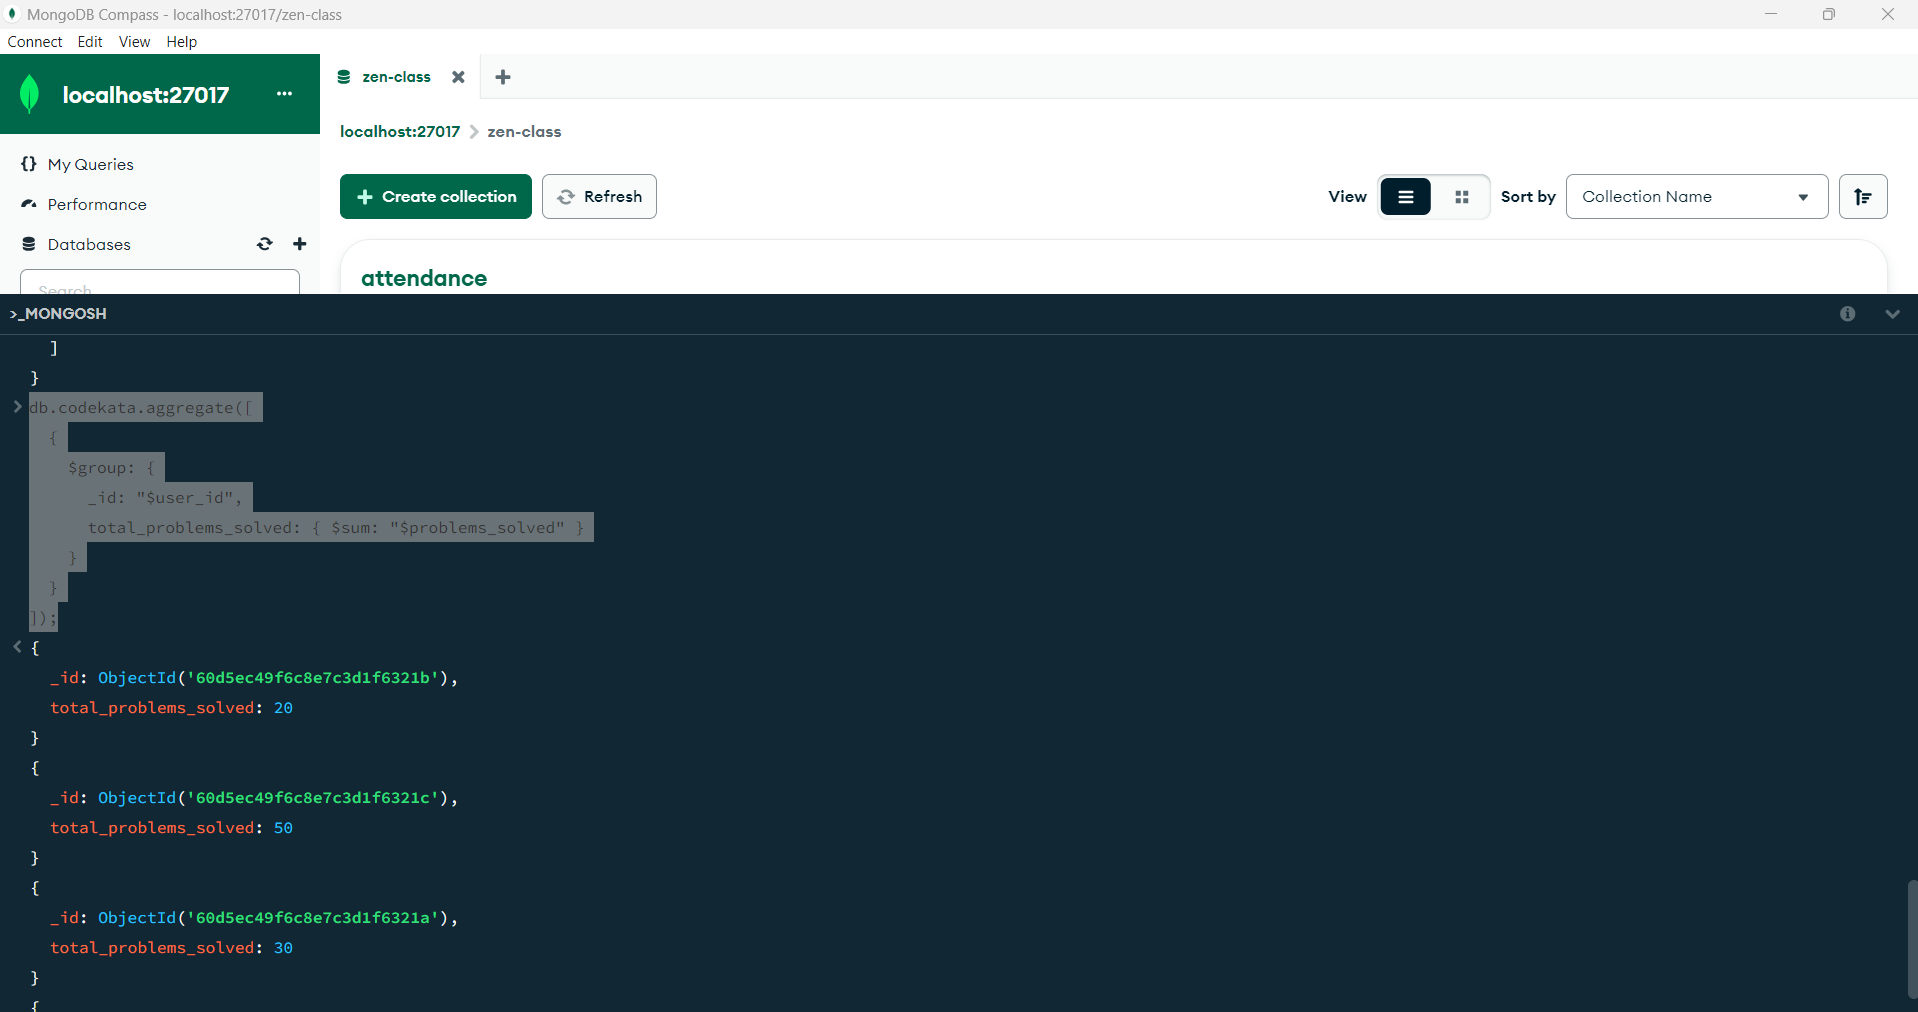 MongoDB Compass - localhost:27017/zen-class
Connect Edit View Help
localhost:27017 ...
zen-class
localhost:27017 > zen-class
{} My Queries
Performance
Databases
Search
+ Create collection
Refresh
View
Sort by
Collection Name
attendance
>_MONGOSH
]
}
> db.codekata.aggregate([
{
$group: {
_id: "$user_id",
total_problems_solved: { $sum: "$problems_solved" }
}
}
]);
< {
_id: ObjectId('60d5ec49f6c8e7c3d1f6321b'),
total_problems_solved: 20
}
{
_id: ObjectId('60d5ec49f6c8e7c3d1f6321c'),
total_problems_solved: 50
}
{
_id: ObjectId('60d5ec49f6c8e7c3d1f6321a'),
total_problems_solved: 30
}
{